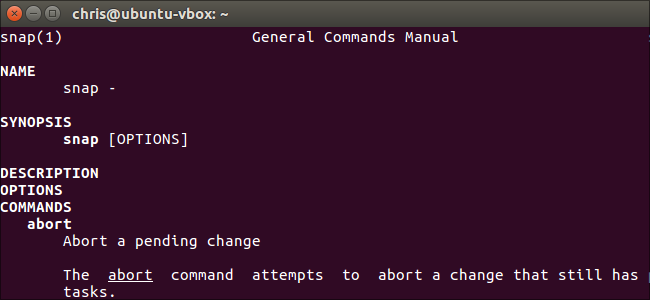 chris@ubuntu-vbox: ~
snap(1) General Commands Manual
NAME
snap -
SYNOPSIS
snap [OPTIONS]
DESCRIPTION
OPTIONS
COMMANDS
abort
Abort a pending change
The abort command attempts to abort a change that still has
tasks.